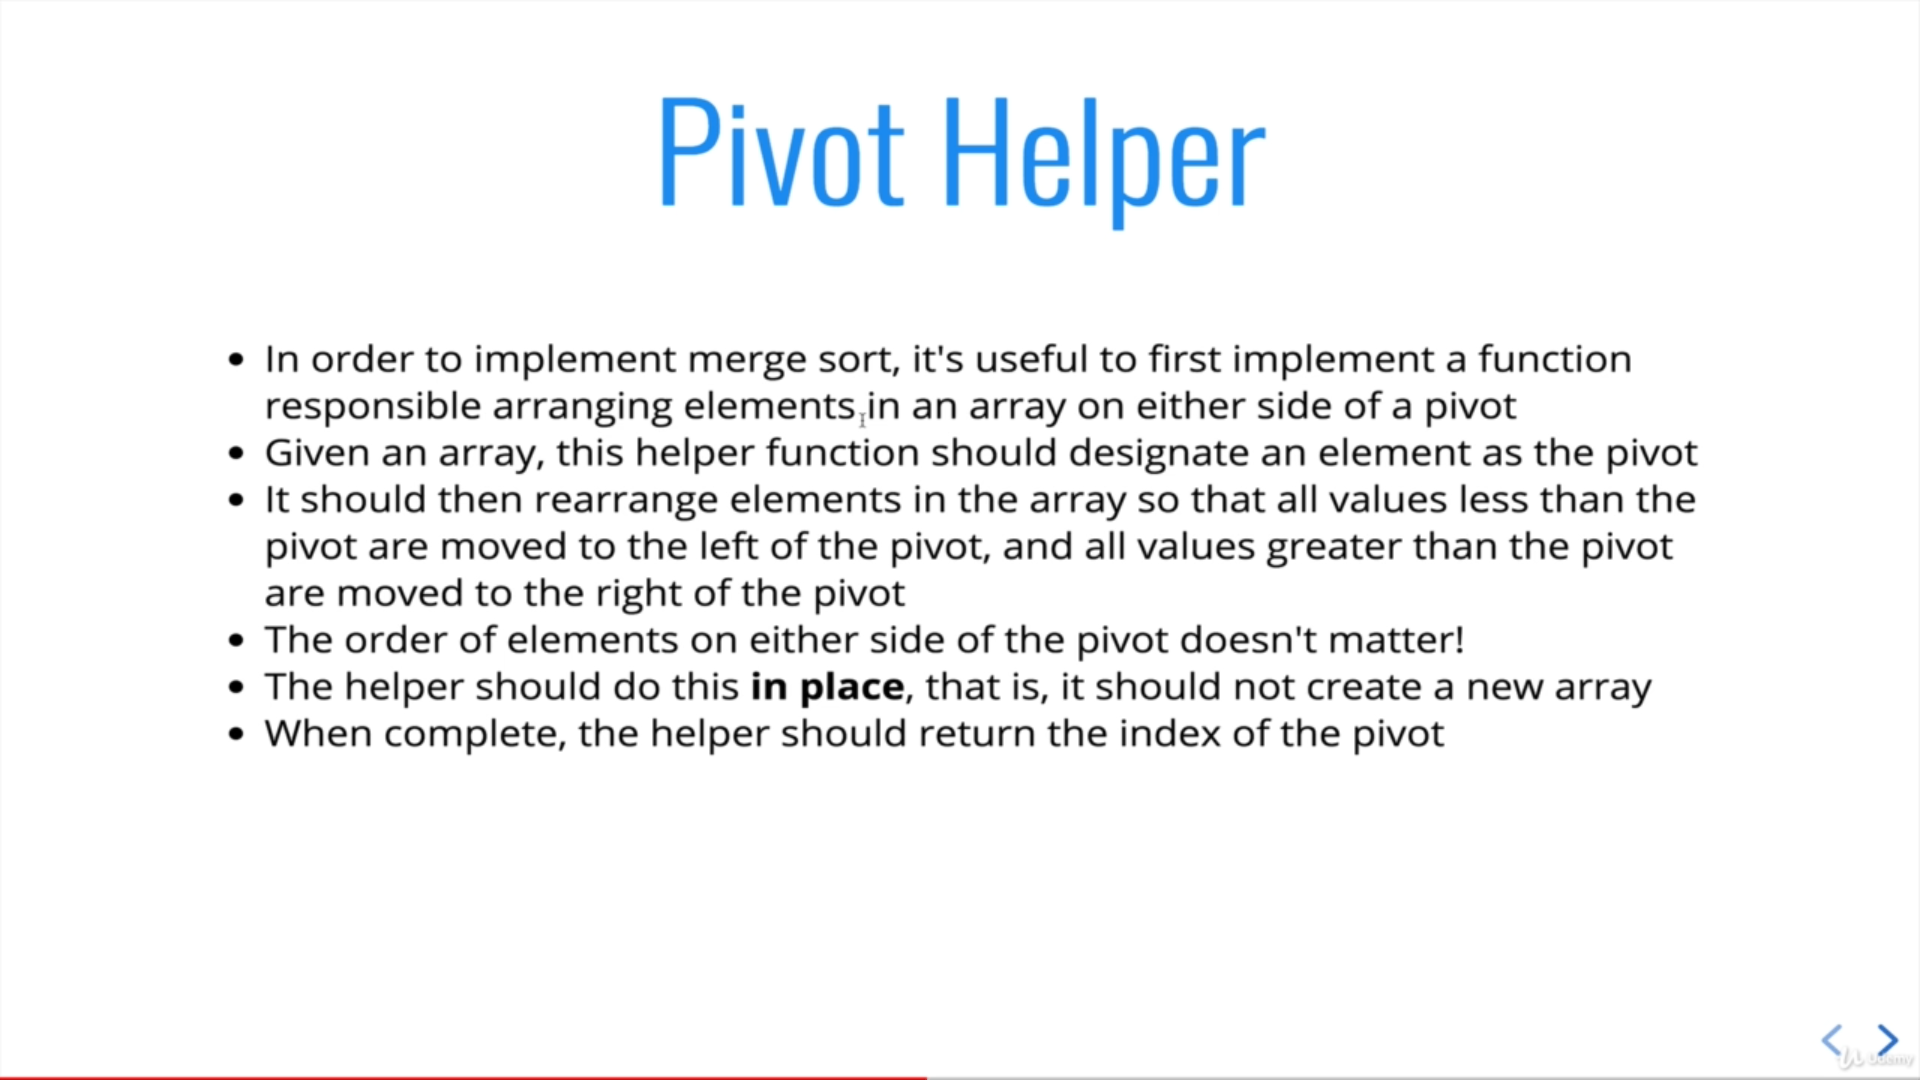 Pivot Helper
• In order to implement merge sort, it's useful to first implement a function
responsible arranging elements in an array on either side of a pivot
• Given an array, this helper function should designate an element as the pivot
• It should then rearrange elements in the array so that all values less than the
pivot are moved to the left of the pivot, and all values greater than the pivot
are moved to the right of the pivot
• The order of elements on either side of the pivot doesn't matter!
• The helper should do this in place, that is, it should not create a new array
• When complete, the helper should return the index of the pivot
Udemy